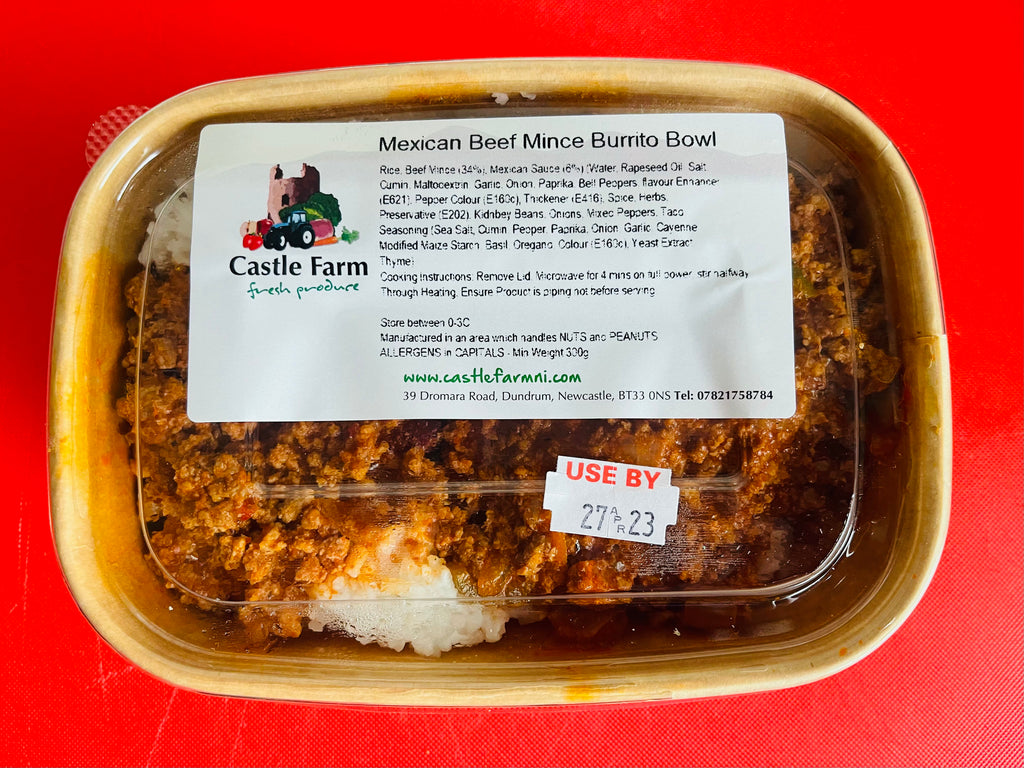 Mexican Beef Mince Burrito Bowl
Rice, Beef Mince (34%), Mexican Sauce (6%) (Water, Rapeseed Oil, Salt
Cumin, Maltodextrin, Garlic, Onion, Paprika, Bell Peppers, flavour Enhancer
(E621), Pepper Colour (E160c), Thickener (E416), Spice, Herbs,
Preservative (E202), Kidnbey Beans, Onions, Mixed Peppers, Taco
Seasoning (Sea Salt, Cumin, Pepper, Paprika, Onion, Garlic, Cayenne
Modified Maize Starch, Basil, Oregano, Colour (E160c), Yeast Extract
Thyme)
Cooking Instructions: Remove Lid, Microwave for 4 mins on full power, stir halfway
Through Heating, Ensure Product is piping hot before serving
Store between 0-3C
Manufactured in an area which handles NUTS and PEANUTS
ALLERGENS in CAPITALS - Min Weight 300g
Castle Farm
fresh produce
www.castlefarmni.com
39 Dromara Road, Dundrum, Newcastle, BT33 0NS Tel: 07821758784
USE BY
27 APR 23